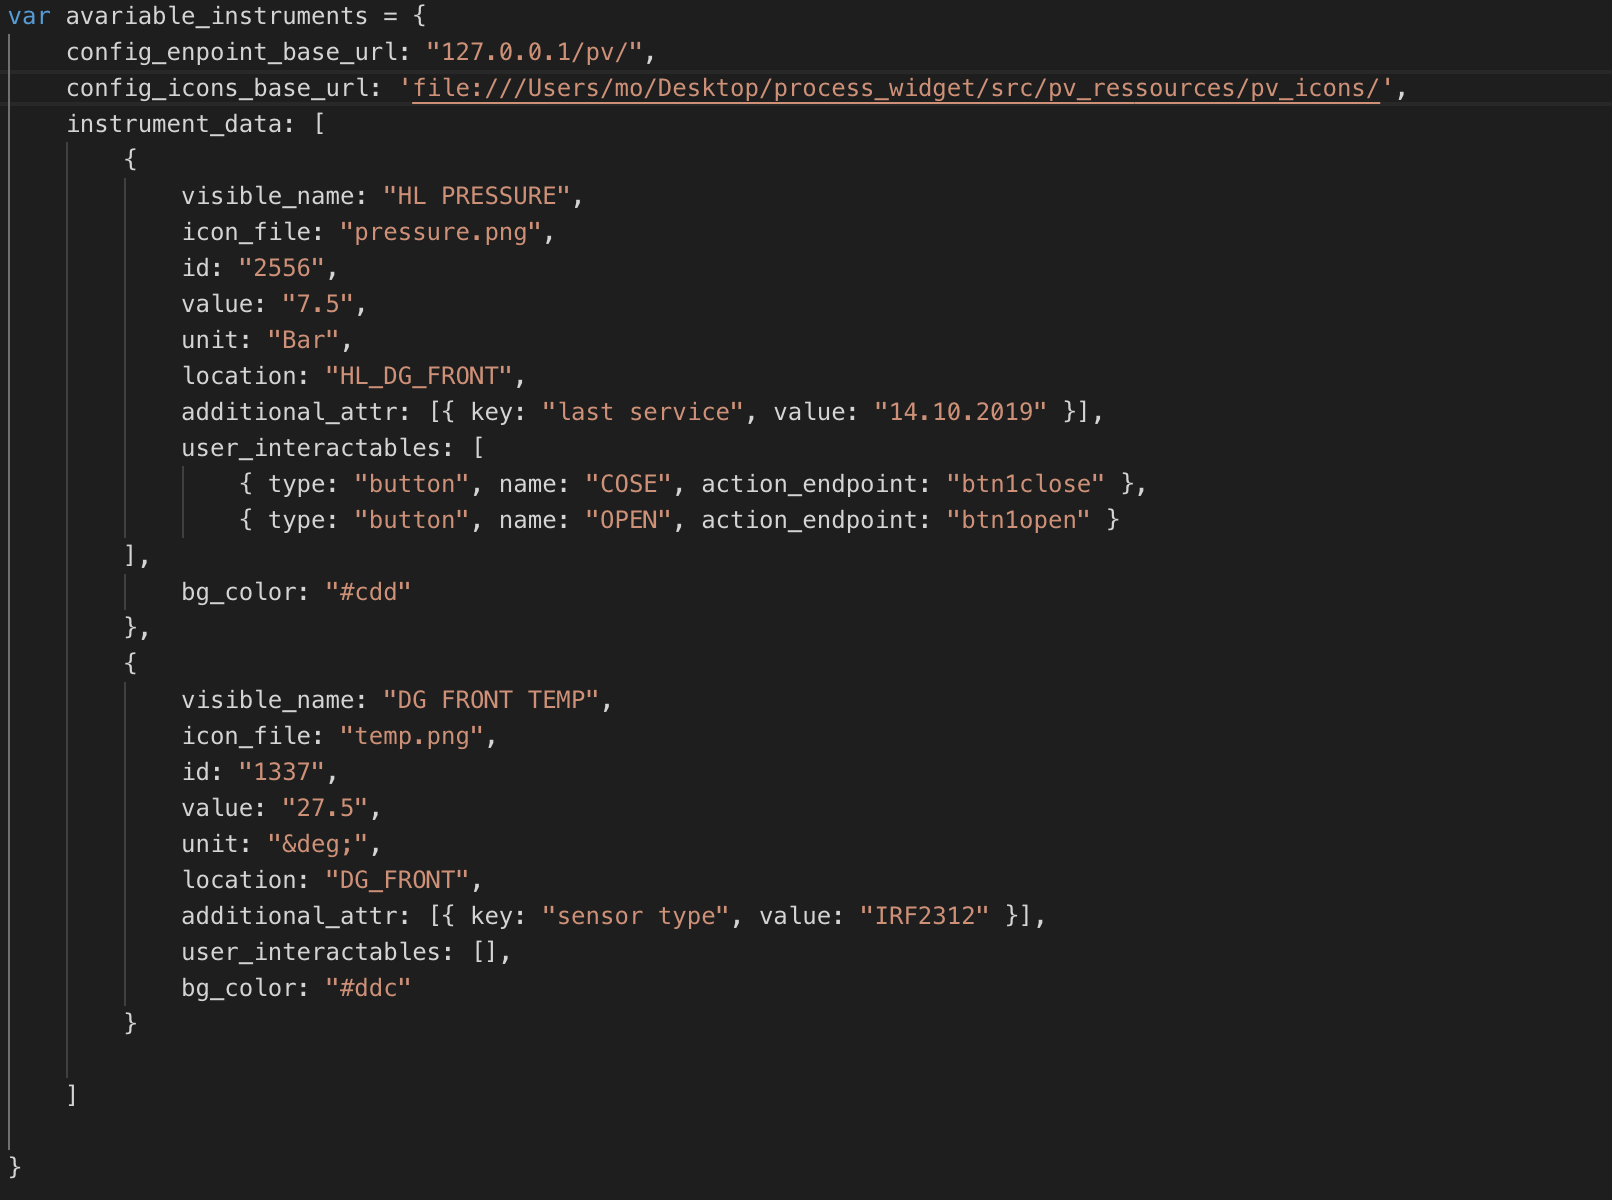 var avariable_instruments = {
    config_enpoint_base_url: "127.0.0.1/pv/",
    config_icons_base_url: 'file:///Users/mo/Desktop/process_widget/src/pv_ressources/pv_icons/',
    instrument_data: [
        {
            visible_name: "HL PRESSURE",
            icon_file: "pressure.png",
            id: "2556",
            value: "7.5",
            unit: "Bar",
            location: "HL_DG_FRONT",
            additional_attr: [{ key: "last service", value: "14.10.2019" }],
            user_interactables: [
                { type: "button", name: "COSE", action_endpoint: "btn1close" },
                { type: "button", name: "OPEN", action_endpoint: "btn1open" }
        ],
            bg_color: "#cdd"
        },
        {
            visible_name: "DG FRONT TEMP",
            icon_file: "temp.png",
            id: "1337",
            value: "27.5",
            unit: "&deg;",
            location: "DG_FRONT",
            additional_attr: [{ key: "sensor type", value: "IRF2312" }],
            user_interactables: [],
            bg_color: "#ddc"
        }
    ]
}